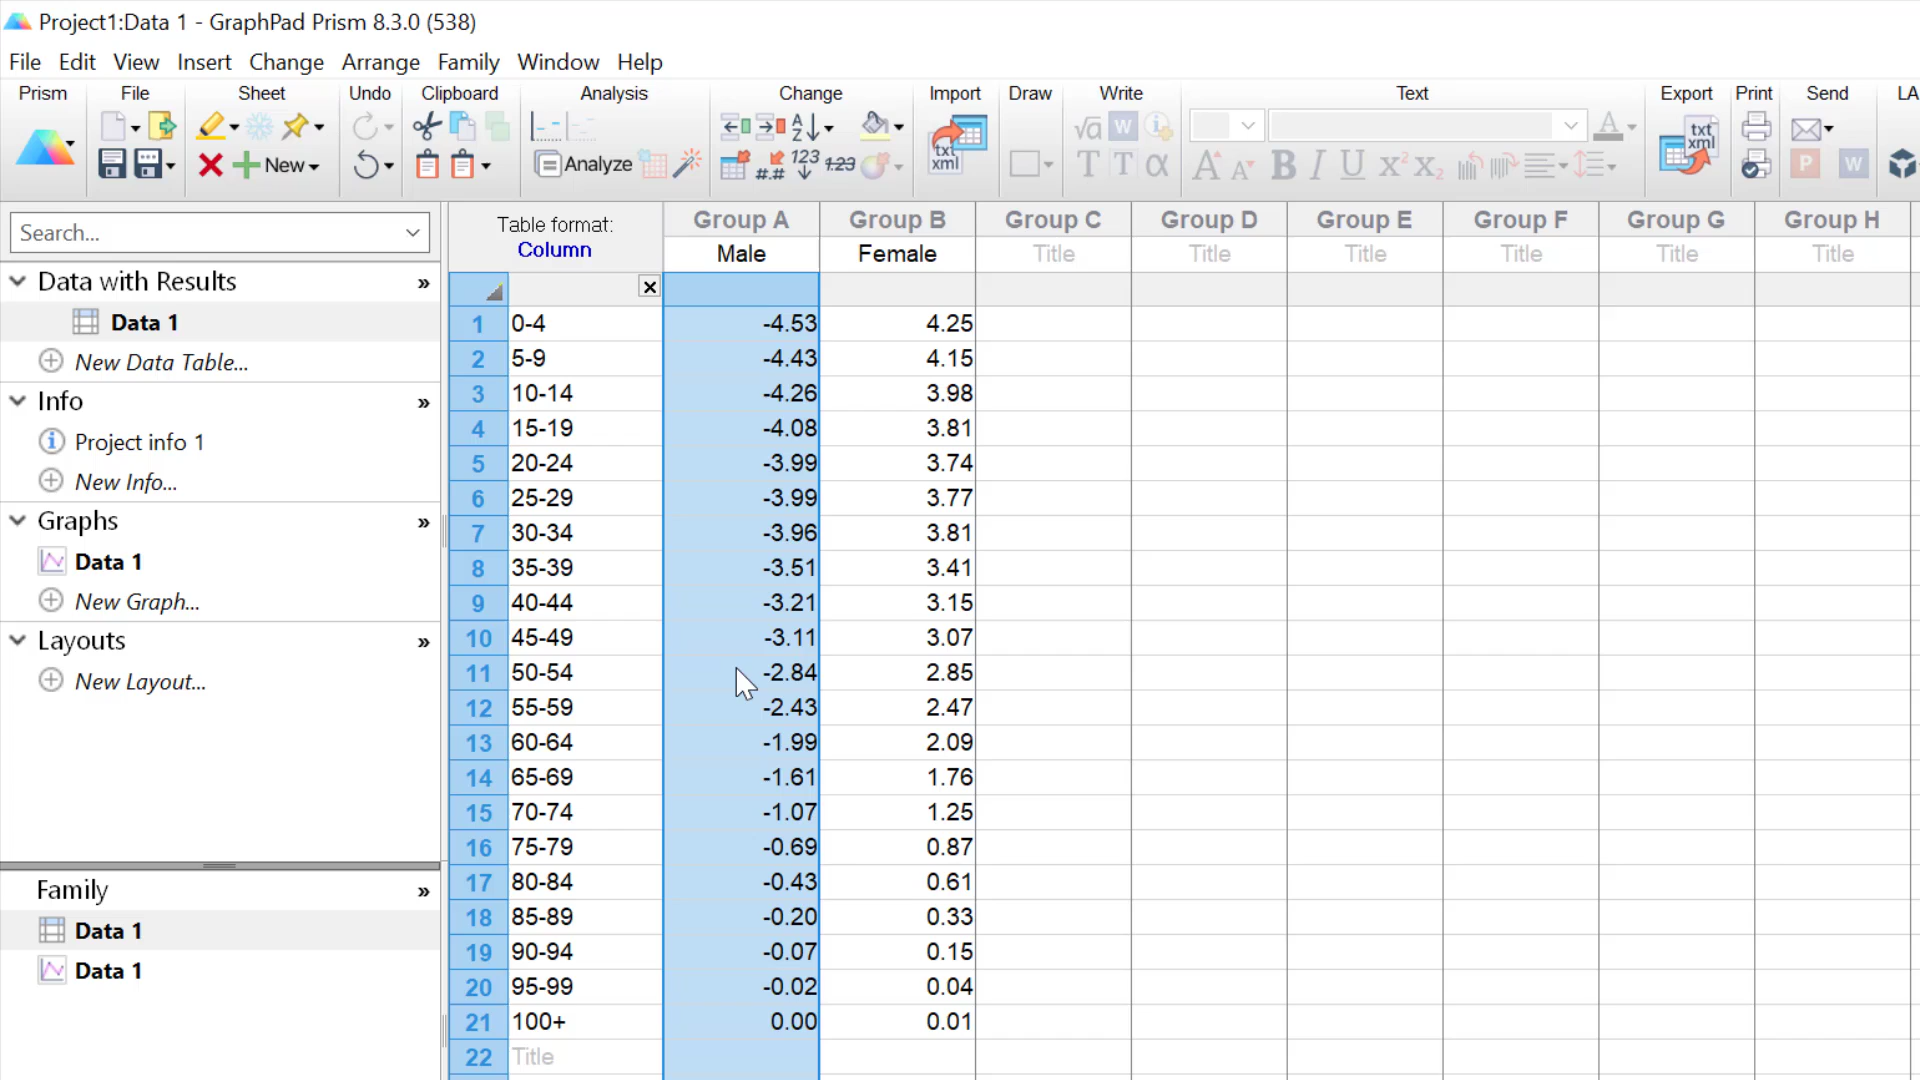 Project1:Data 1 - GraphPad Prism 8.3.0 (538)
File Edit View Insert Change Arrange Family Window Help
Prism File Sheet Undo Clipboard Analysis Change Import Draw Write Text Export Print Send LA
New Analyze
Search...
Data with Results
Data 1
New Data Table...
Info
Project info 1
New Info...
Graphs
Data 1
New Graph...
Layouts
New Layout...
Family
Data 1
Data 1
Table format:
Column
Group A Group B Group C Group D Group E Group F Group G Group H
Male Female Title Title Title Title Title Title
1 0-4 -4.53 4.25
2 5-9 -4.43 4.15
3 10-14 -4.26 3.98
4 15-19 -4.08 3.81
5 20-24 -3.99 3.74
6 25-29 -3.99 3.77
7 30-34 -3.96 3.81
8 35-39 -3.51 3.41
9 40-44 -3.21 3.15
10 45-49 -3.11 3.07
11 50-54 -2.84 2.85
12 55-59 -2.43 2.47
13 60-64 -1.99 2.09
14 65-69 -1.61 1.76
15 70-74 -1.07 1.25
16 75-79 -0.69 0.87
17 80-84 -0.43 0.61
18 85-89 -0.20 0.33
19 90-94 -0.07 0.15
20 95-99 -0.02 0.04
21 100+ 0.00 0.01
22 Title